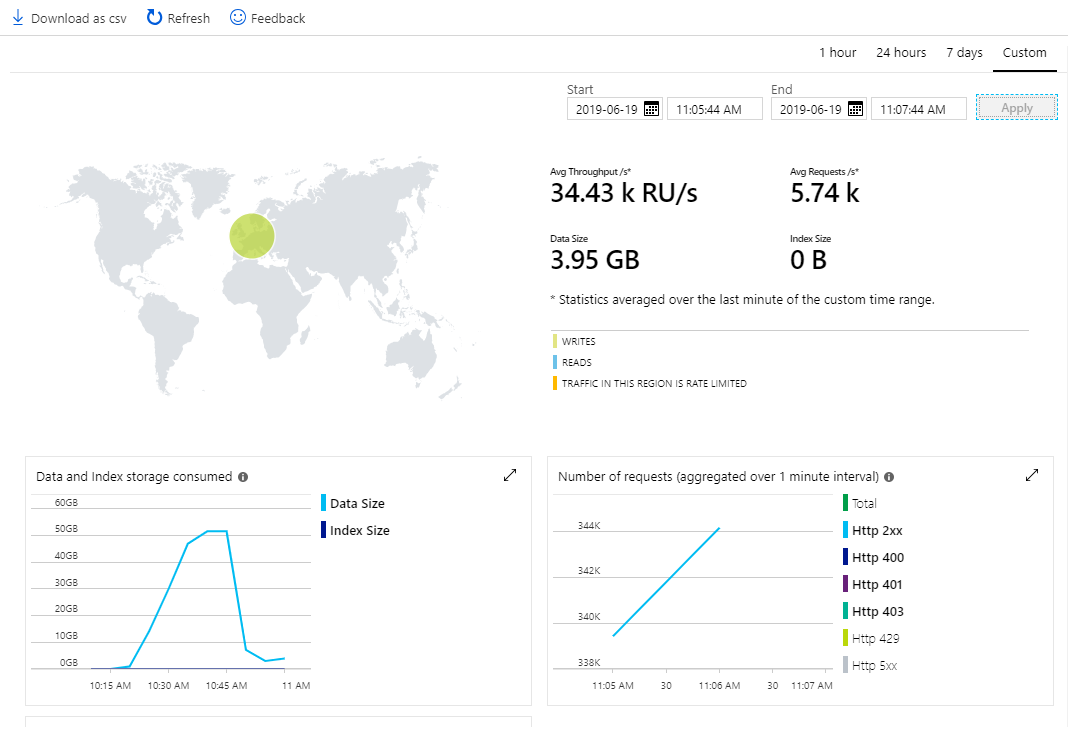 Download as csv Refresh Feedback
1 hour 24 hours 7 days Custom
Start End
2019-06-19 11:05:44 AM 2019-06-19 11:07:44 AM Apply
Avg Throughput /s* Avg Requests /s*
34.43 k RU/s 5.74 k
Data Size Index Size
3.95 GB 0 B
* Statistics averaged over the last minute of the custom time range.
WRITES
READS
TRAFFIC IN THIS REGION IS RATE LIMITED
Data and Index storage consumed
60GB
50GB
40GB
30GB
20GB
10GB
0GB
10:15 AM 10:30 AM 10:45 AM 11 AM
Data Size
Index Size
Number of requests (aggregated over 1 minute interval)
344K
342K
340K
338K
11:05 AM 30 11:06 AM 30 11:07 AM
Total
Http 2xx
Http 400
Http 401
Http 403
Http 429
Http 5xx